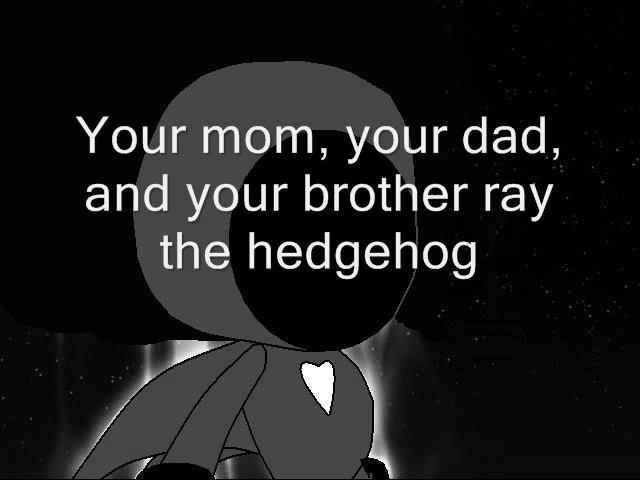 Your mom, your dad,
and your brother ray
the hedgehog